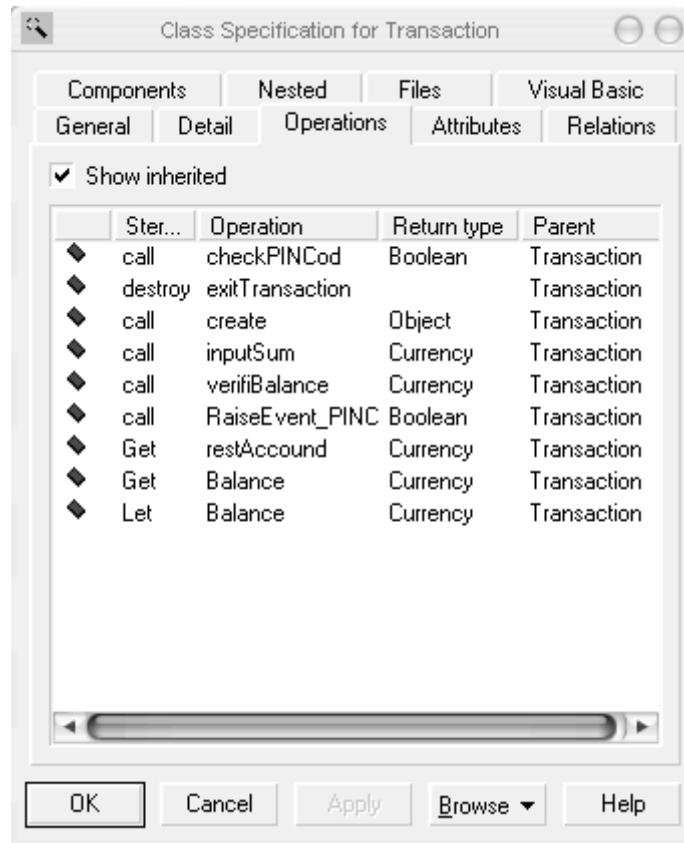 Class Specification for Transaction
Components Nested Files Visual Basic
General Detail Operations Attributes Relations
Show inherited
Ster... Operation Return type Parent
call checkPINCod Boolean Transaction
destroy exitTransaction Transaction
call create Object Transaction
call inputSum Currency Transaction
call verifiBalance Currency Transaction
call RaiseEvent_PINC Boolean Transaction
Get restAccound Currency Transaction
Get Balance Currency Transaction
Let Balance Currency Transaction
OK Cancel Apply Browse Help